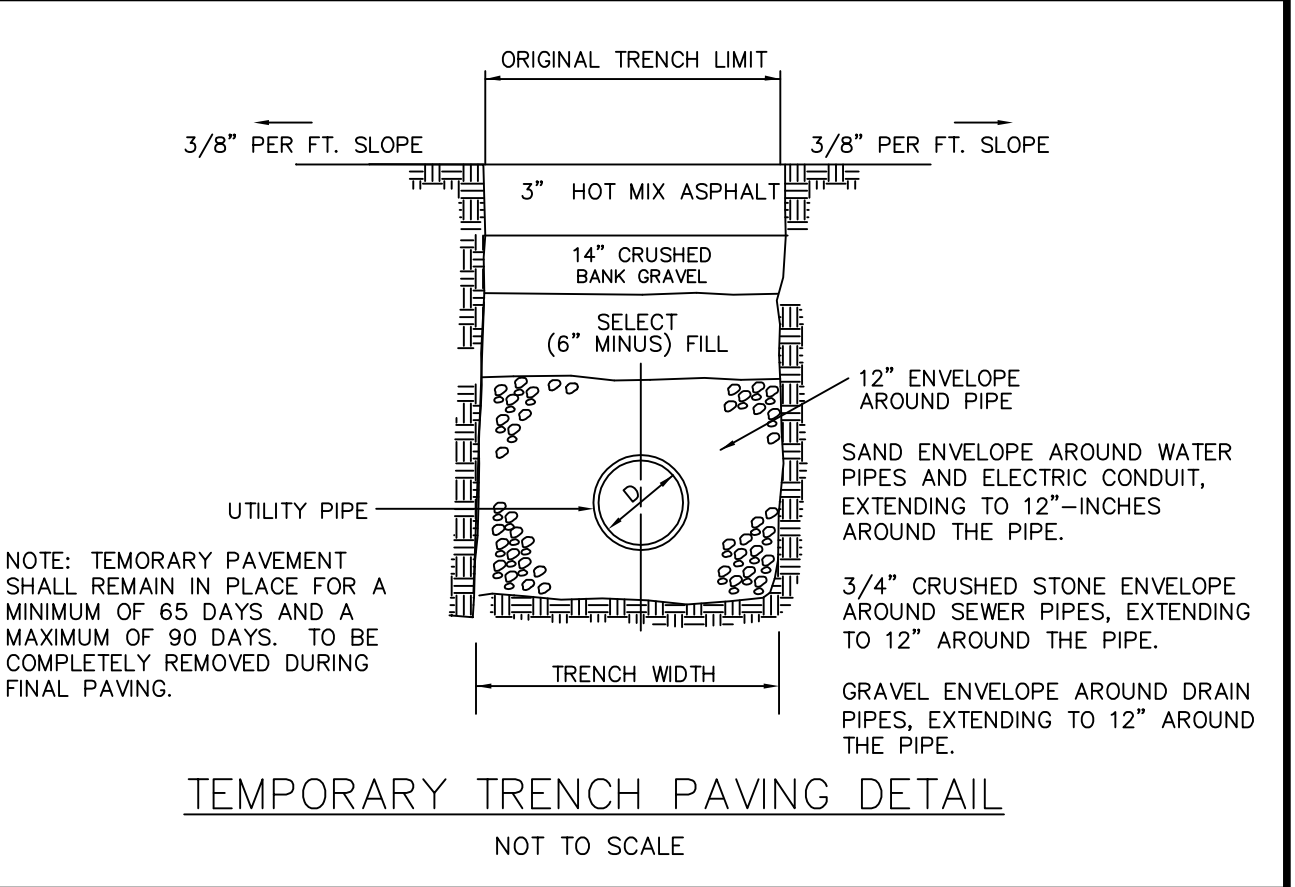 ORIGINAL TRENCH LIMIT
3/8" PER FT. SLOPE
3/8" PER FT. SLOPE
3" HOT MIX ASPHALT
14" CRUSHED
BANK GRAVEL
SELECT
(6" MINUS) FILL
12" ENVELOPE
AROUND PIPE
SAND ENVELOPE AROUND WATER
PIPES AND ELECTRIC CONDUIT,
EXTENDING TO 12"-INCHES
AROUND THE PIPE.
D
UTILITY PIPE
NOTE: TEMORARY PAVEMENT
SHALL REMAIN IN PLACE FOR A
MINIMUM OF 65 DAYS AND A
MAXIMUM OF 90 DAYS. TO BE
COMPLETELY REMOVED DURING
FINAL PAVING.
3/4" CRUSHED STONE ENVELOPE
AROUND SEWER PIPES, EXTENDING
TO 12" AROUND THE PIPE.
TRENCH WIDTH
GRAVEL ENVELOPE AROUND DRAIN
PIPES, EXTENDING TO 12" AROUND
THE PIPE.
TEMPORARY TRENCH PAVING DETAIL
NOT TO SCALE